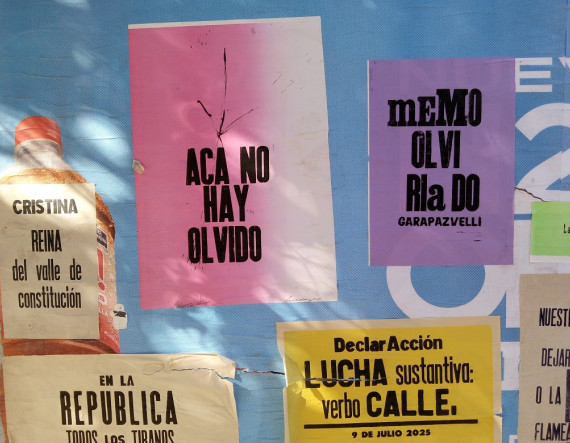 ACA NO
HAY
OLVIDO
mEMO
OLVI
RIa DO
GARAPAZVELLI
CRISTINA
REINA
del valle de
constitución
EN LA
REPUBLICA
TODOS LOS TIRANOS
DeclarAcción
LUCHA sustantiva:
verbo CALLE.
9 DE JULIO 2025
NUEST
DEJAR
O LA
FLAMEA